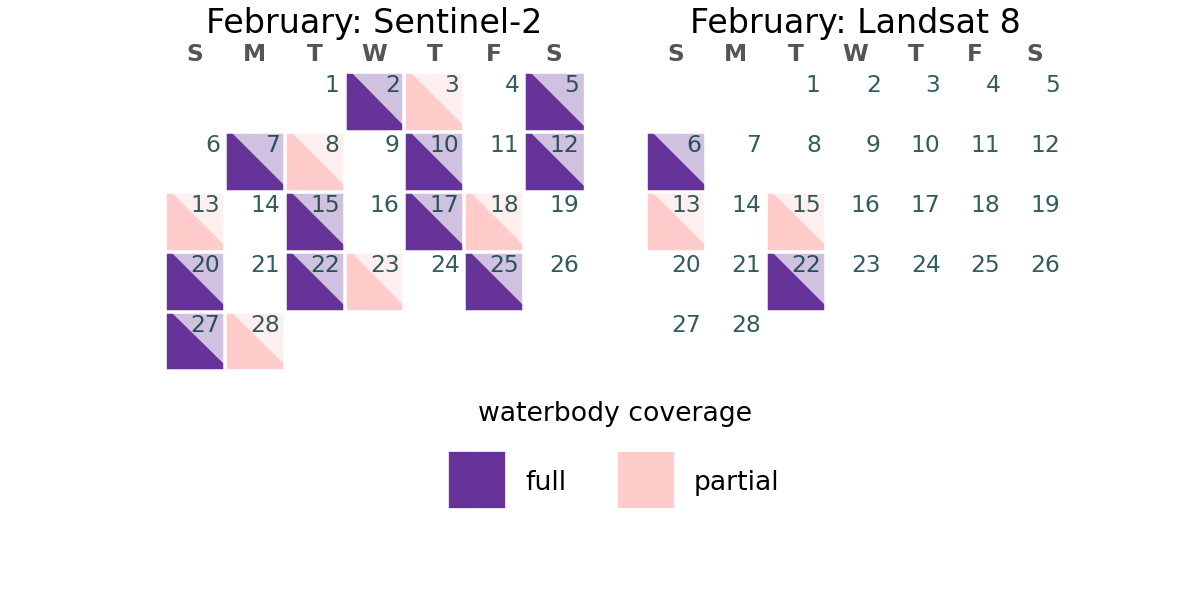 February: Sentinel-2
S M T W T F S
1 2 3 4 5
6 7 8 9 10 11 12
13 14 15 16 17 18 19
20 21 22 23 24 25 26
27 28
February: Landsat 8
S M T W T F S
1 2 3 4 5
6 7 8 9 10 11 12
13 14 15 16 17 18 19
20 21 22 23 24 25 26
27 28
waterbody coverage
full partial